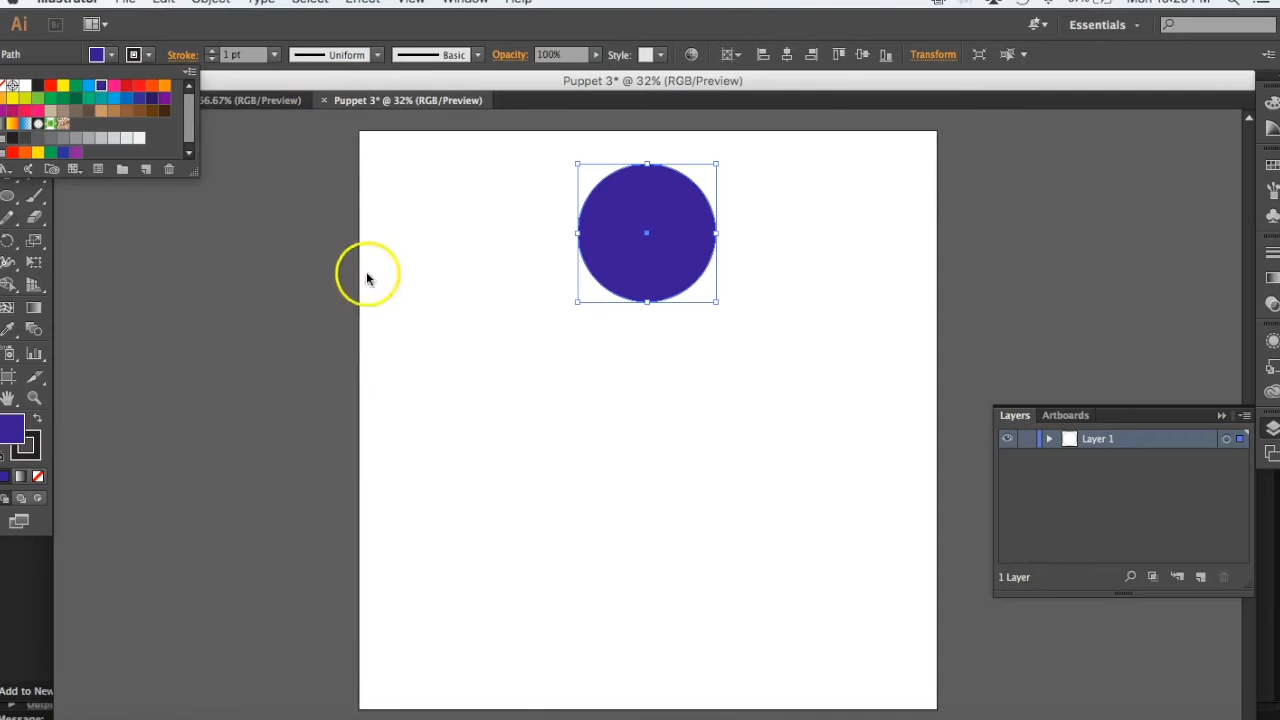 Illustrator File Edit Object Type Select Effect View Window Help
Ai Br Essentials
Path Stroke: 1 pt Uniform Basic Opacity: 100% Style: Transform
Puppet 3* @ 32% (RGB/Preview)
66.67% (RGB/Preview) × Puppet 3* @ 32% (RGB/Preview)
Layers Artboards
Layer 1
1 Layer
Add to New